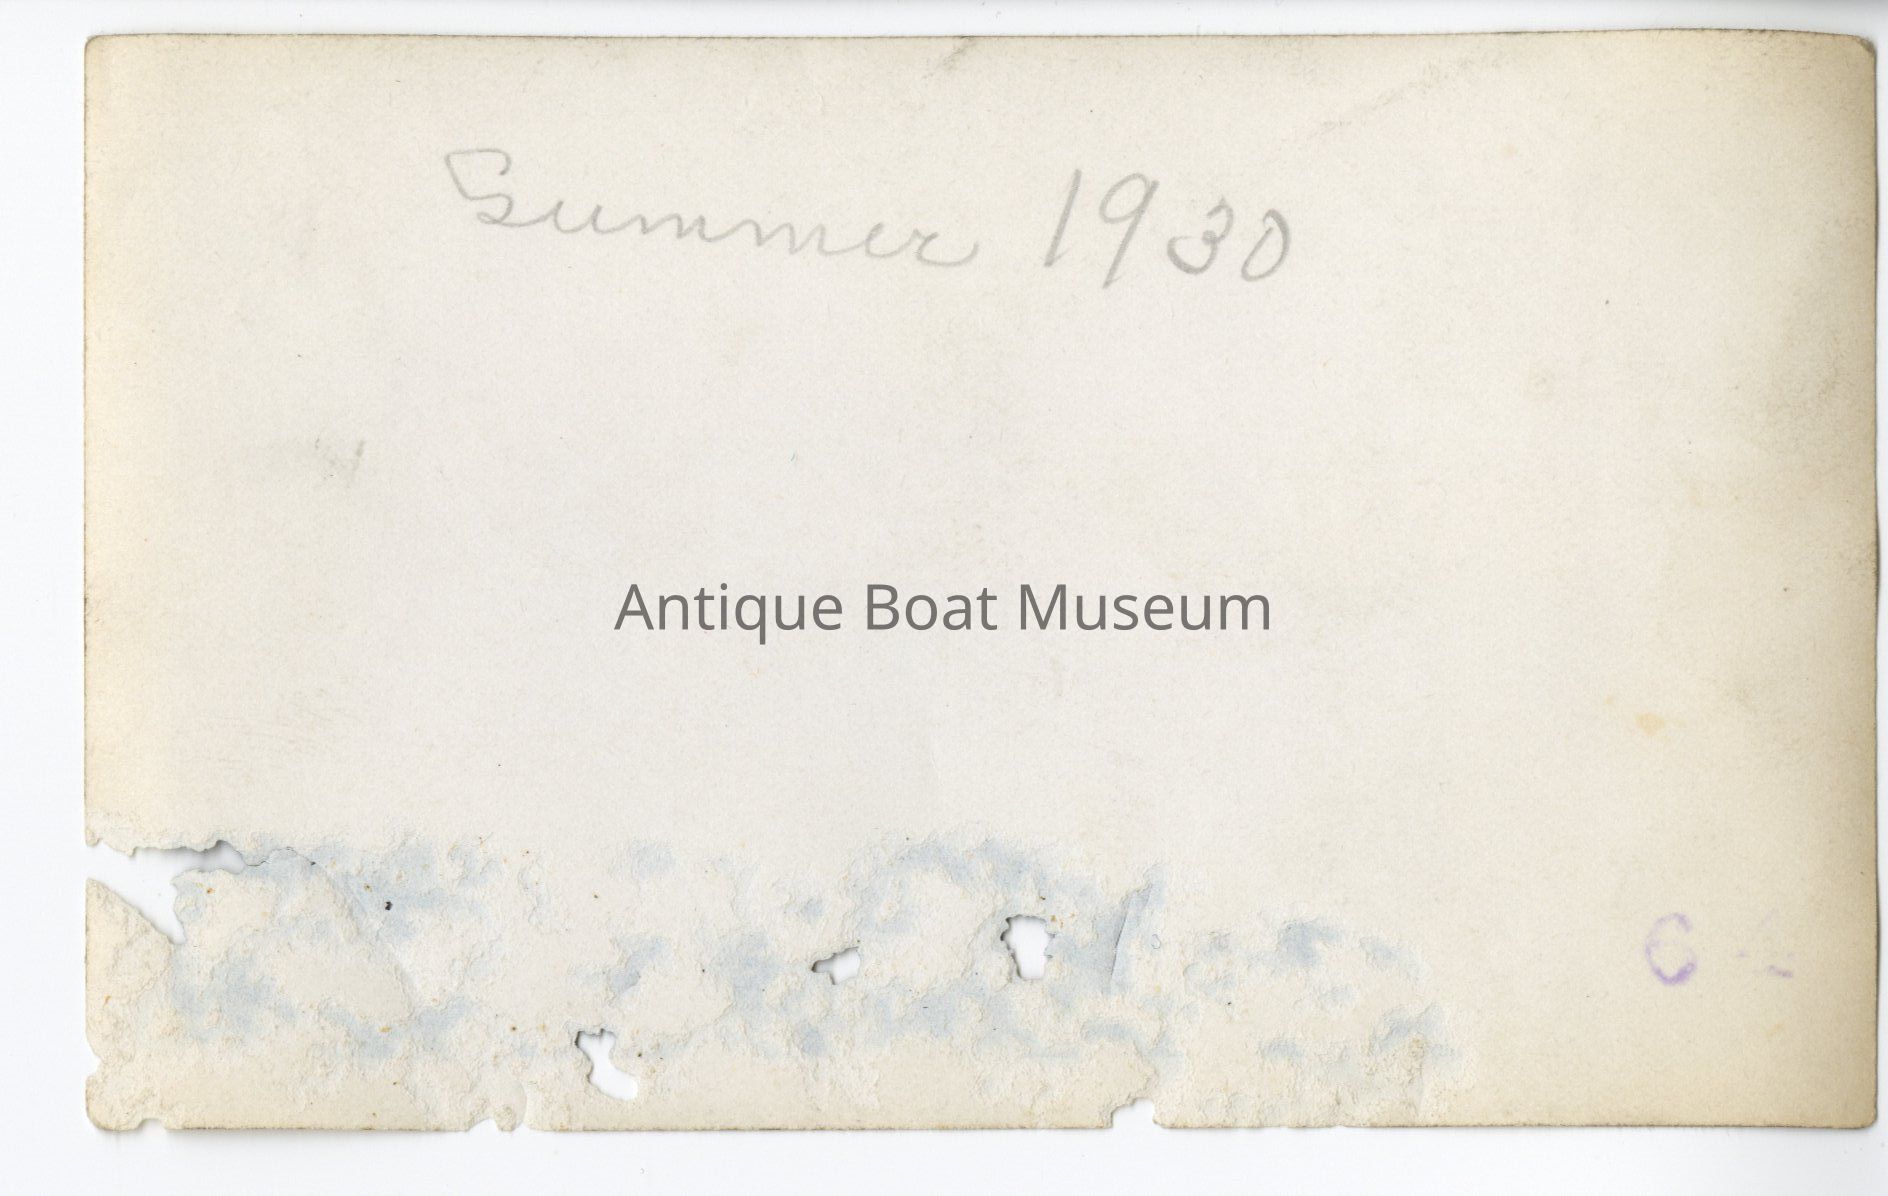 Summer 1930
Antique Boat Museum